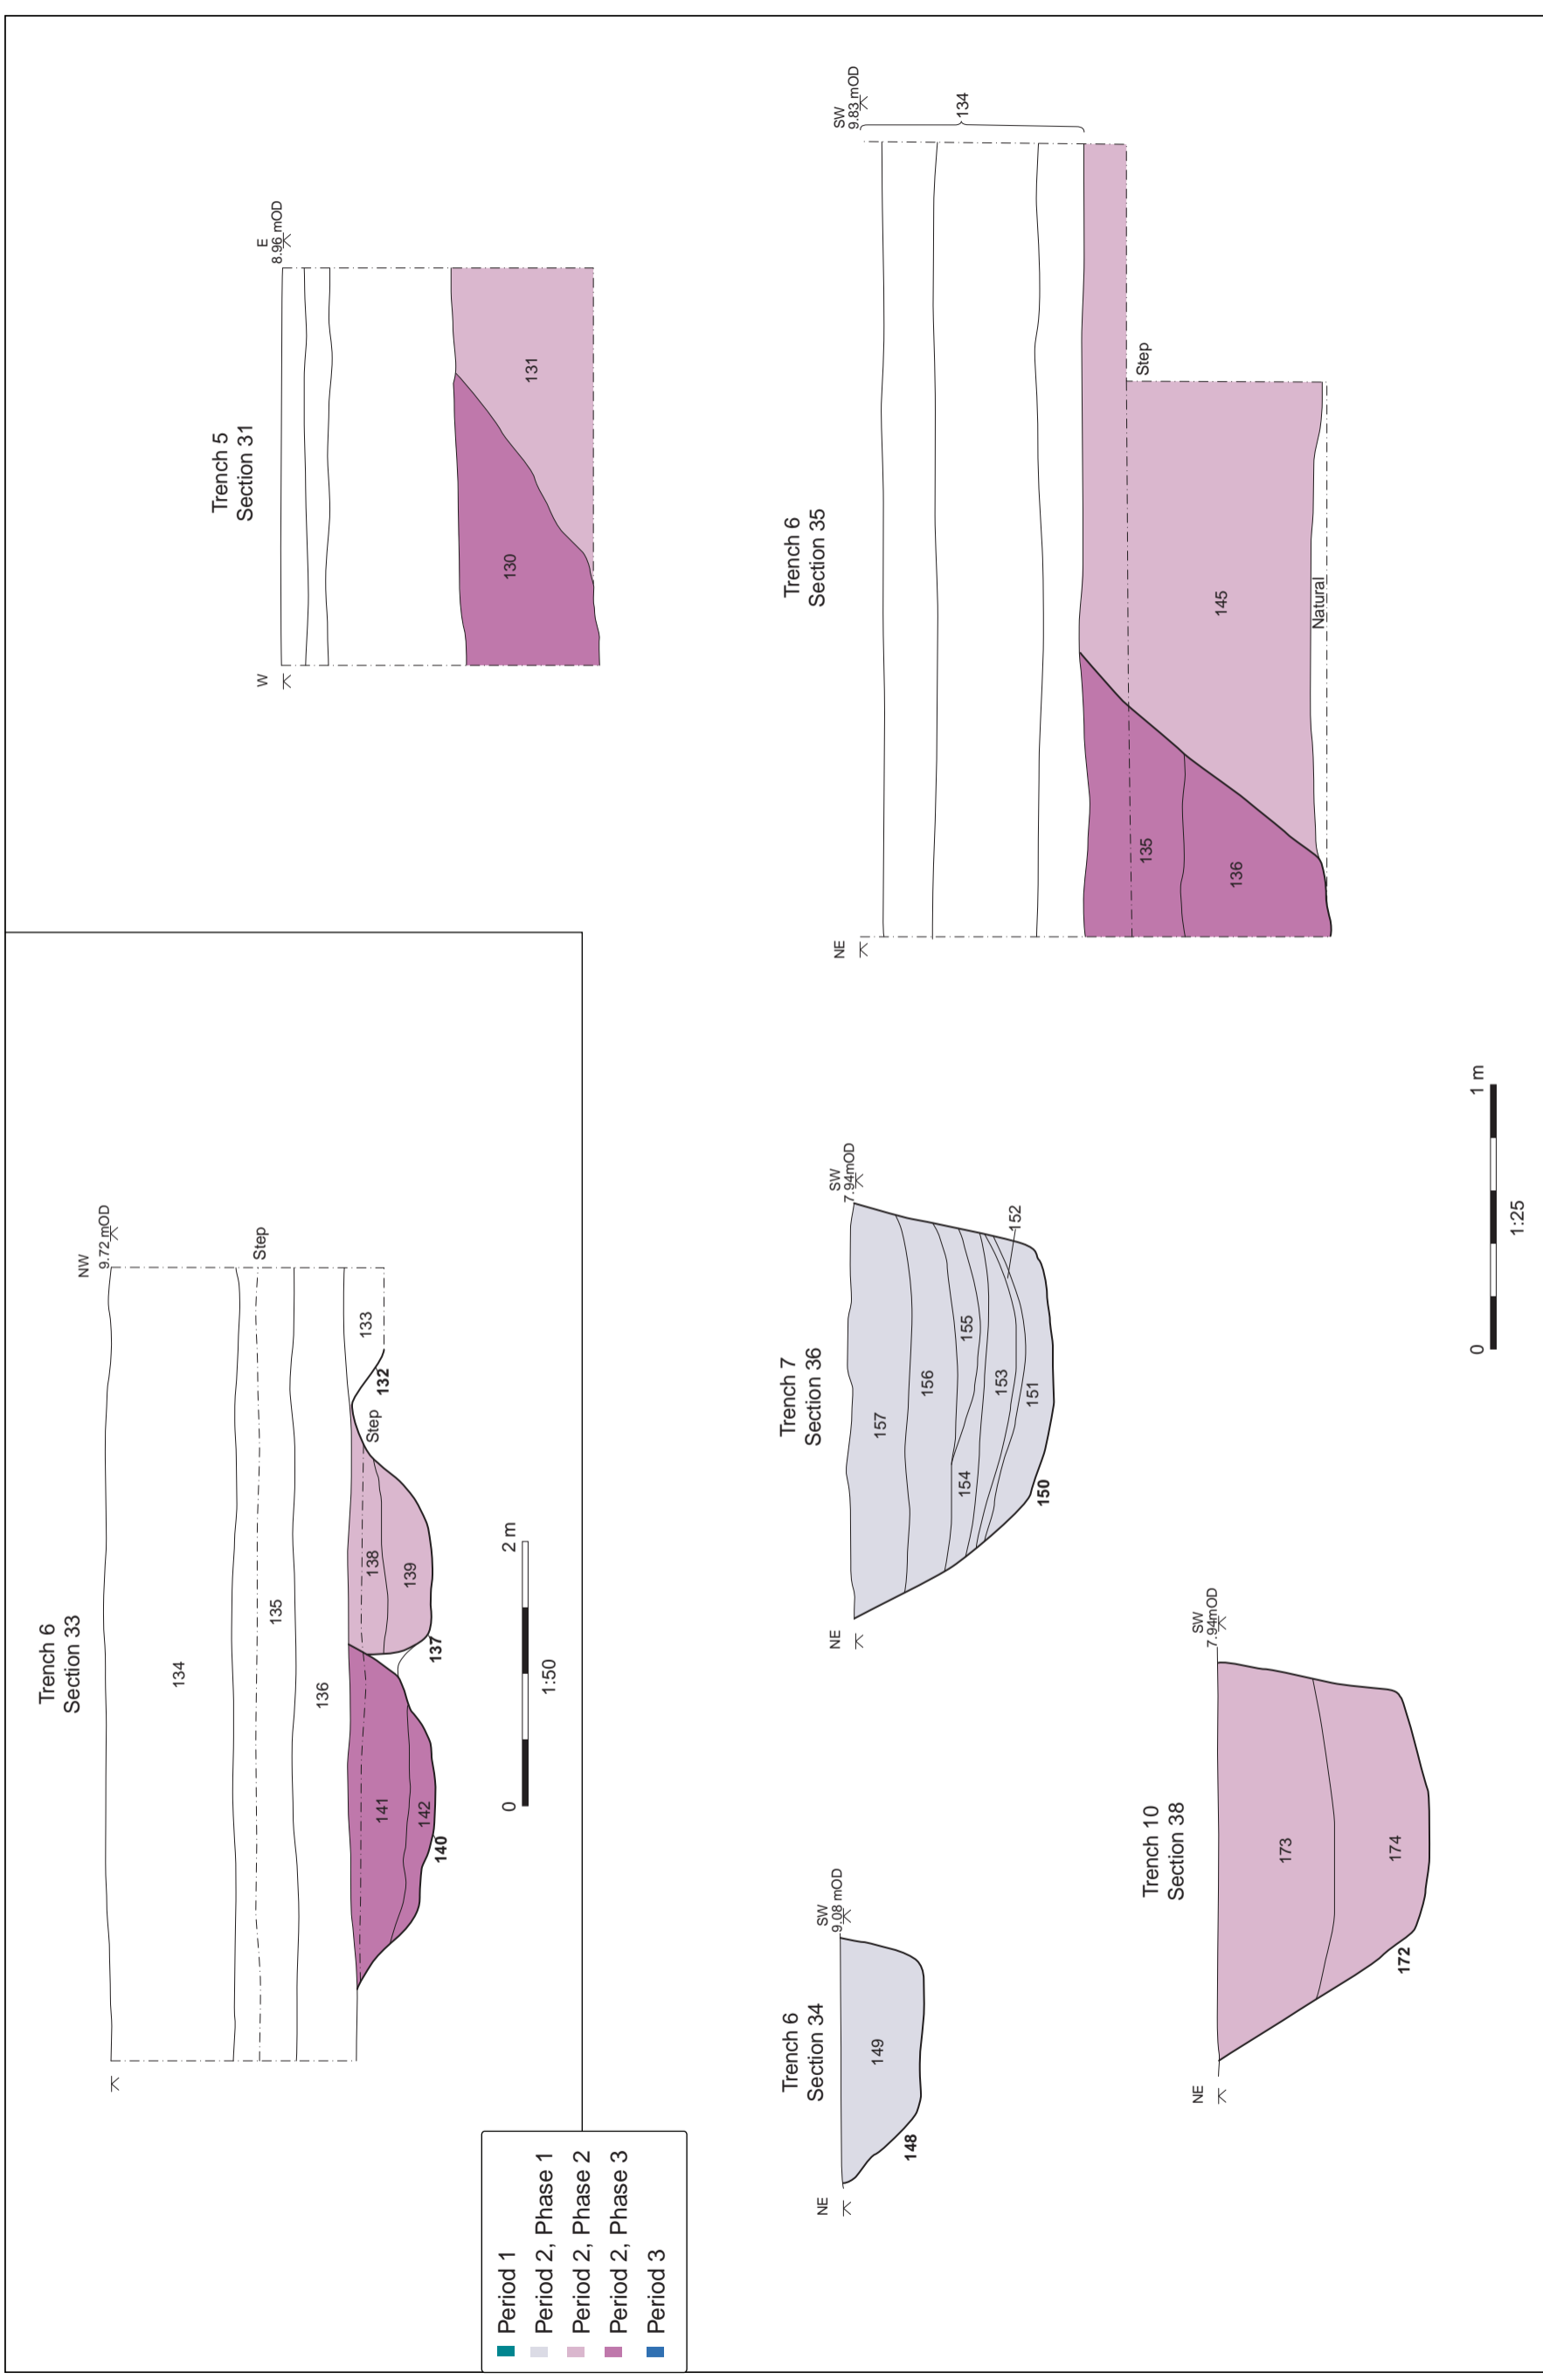 Trench 6
Section 33
NW
9.72 mOD
134
Step
135
136
133
132
Step
138
139
137
141
142
140
0
2 m
1:50
Trench 5
Section 31
W
E
8.96 mOD
130
131
Period 1
Period 2, Phase 1
Period 2, Phase 2
Period 2, Phase 3
Period 3
Trench 6
Section 34
NE
SW
9.08 mOD
149
148
Trench 7
Section 36
NE
SW
7.94mOD
157
156
155
154
153
152
151
150
Trench 6
Section 35
NE
SW
9.83 mOD
134
Step
135
136
145
Natural
Trench 10
Section 38
NE
SW
7.94mOD
173
174
172
0
1 m
1:25